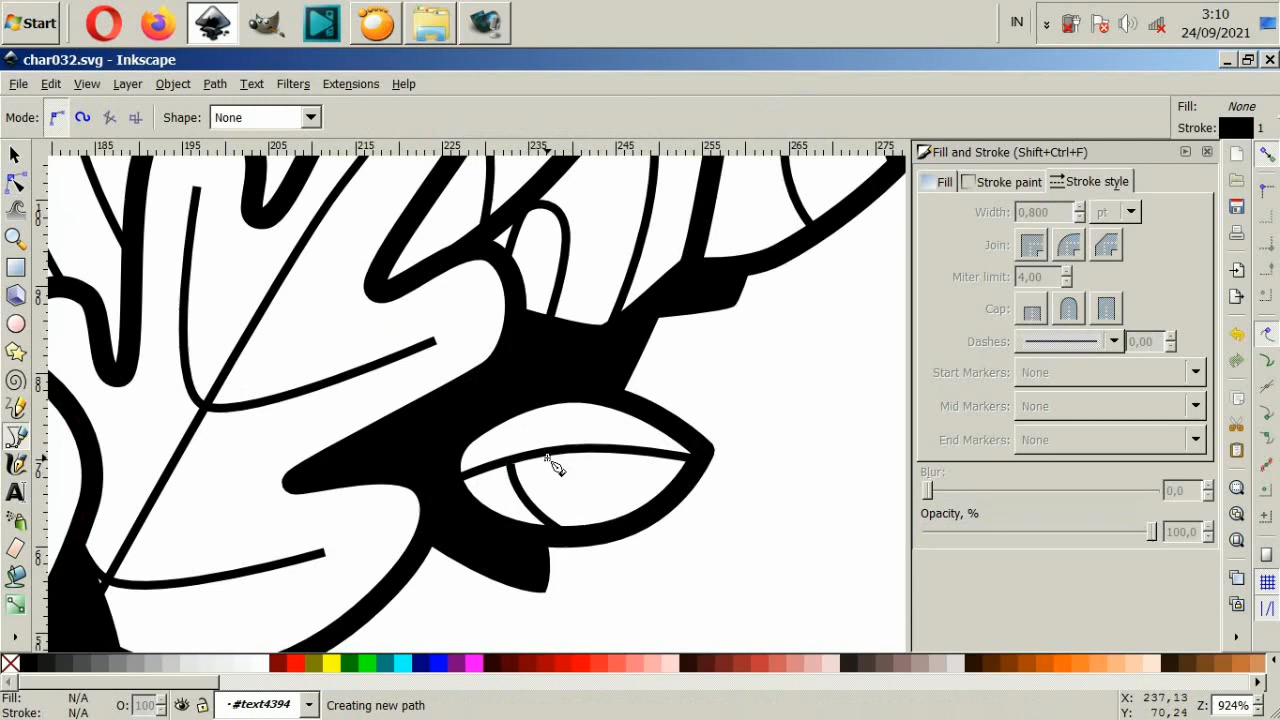 Start
IN
3:10
24/09/2021
char032.svg - Inkscape
File Edit View Layer Object Path Text Filters Extensions Help
Mode:
Shape:
None
Fill:
None
Stroke:
1
185 195 205 215 225 235 245 255 265 275
Fill and Stroke (Shift+Ctrl+F)
Fill
Stroke paint
Stroke style
Width:
0,800
pt
Join:
Miter limit:
4,00
Cap:
Dashes:
0,00
Start Markers:
None
Mid Markers:
None
End Markers:
None
Blur:
0,0
Opacity, %
100,0
Fill: N/A
Stroke: N/A
O:
100
·#text4394
Creating new path
X: 237,13
Y: 70,24
Z:
924%